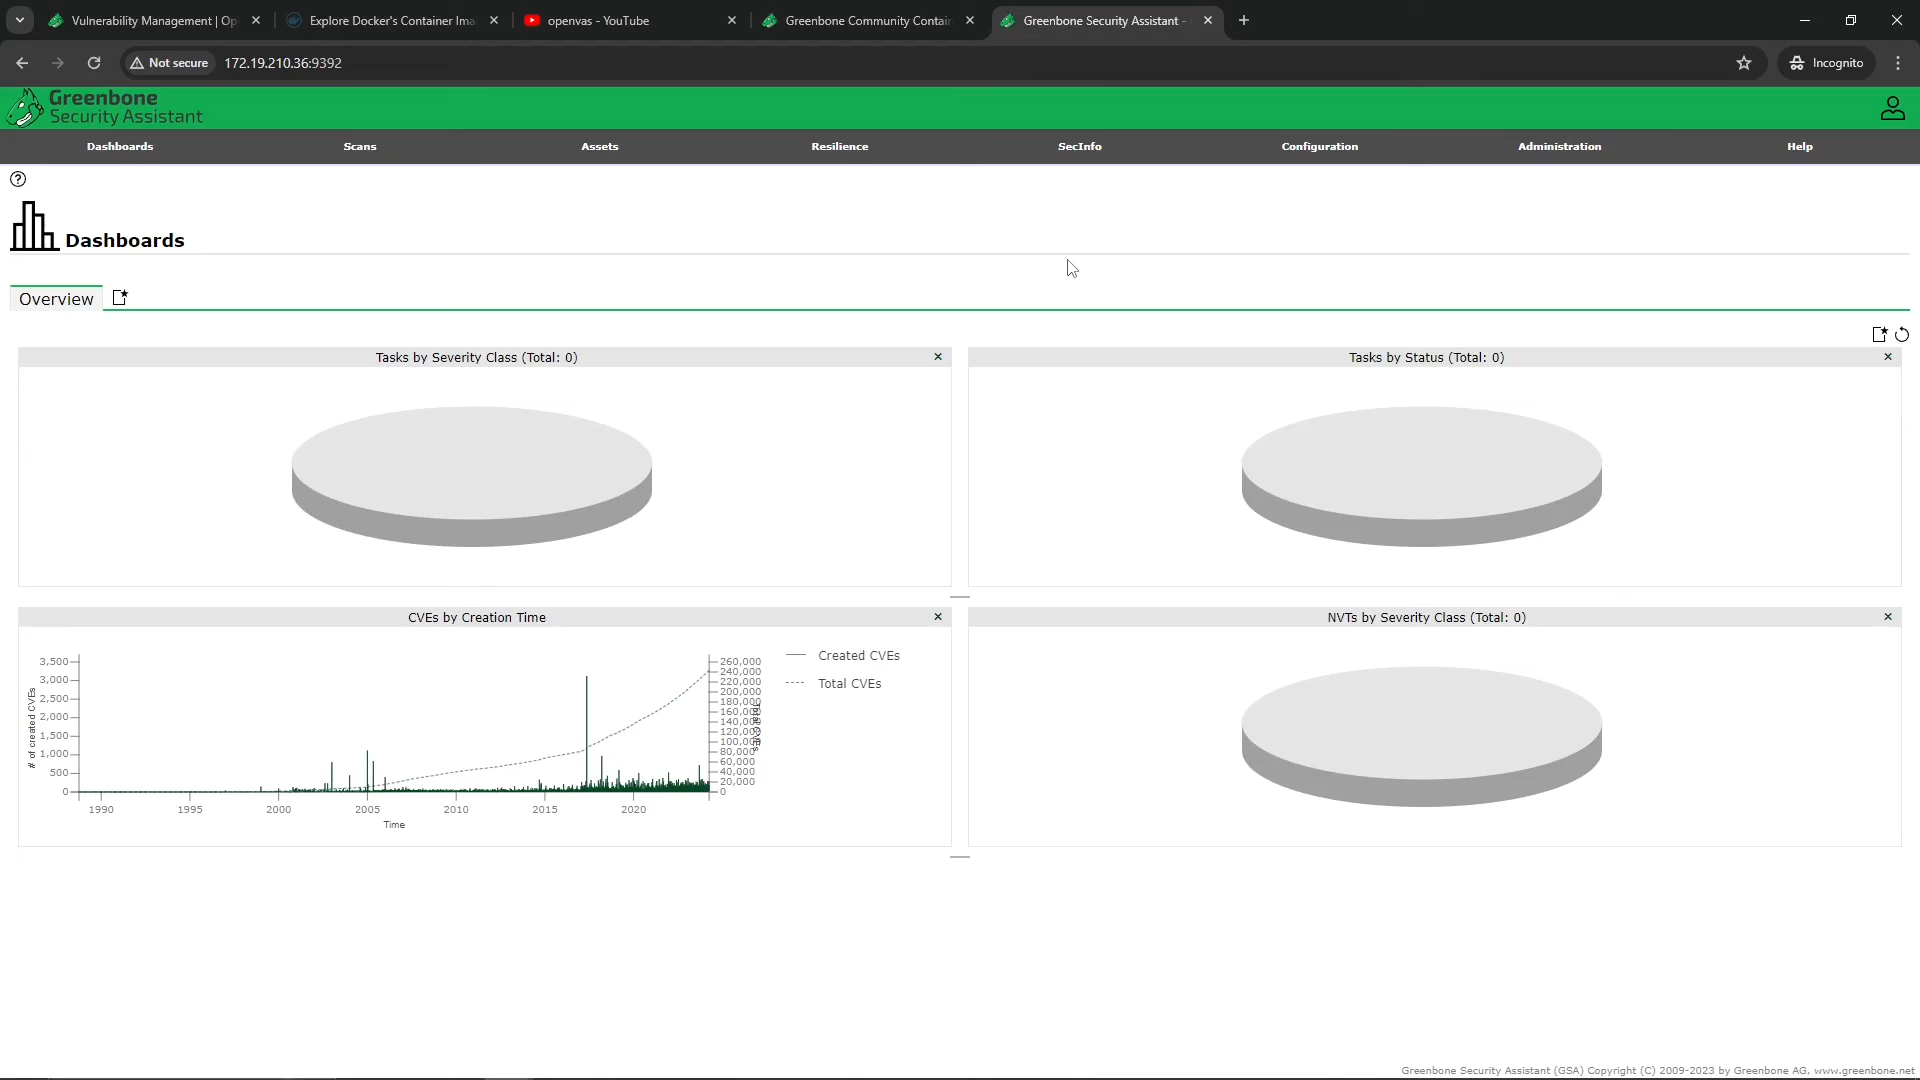 Vulnerability Management | Op
Explore Docker's Container Ima
openvas - YouTube
Greenbone Community Contain
Greenbone Security Assistant -
Not secure
172.19.210.36:9392
Incognito
Greenbone
Security Assistant
Dashboards
Scans
Assets
Resilience
SecInfo
Configuration
Administration
Help
Dashboards
Overview
Tasks by Severity Class (Total: 0)
Tasks by Status (Total: 0)
CVEs by Creation Time
# of created CVEs
3,500
3,000
2,500
2,000
1,500
1,000
500
0
1990
1995
2000
2005
2010
2015
2020
Time
260,000
240,000
220,000
200,000
180,000
160,000
140,000
120,000
100,000
80,000
60,000
40,000
20,000
0
Total CVEs
Created CVEs
Total CVEs
NVTs by Severity Class (Total: 0)
Greenbone Security Assistant (GSA) Copyright (C) 2009-2023 by Greenbone AG, www.greenbone.net